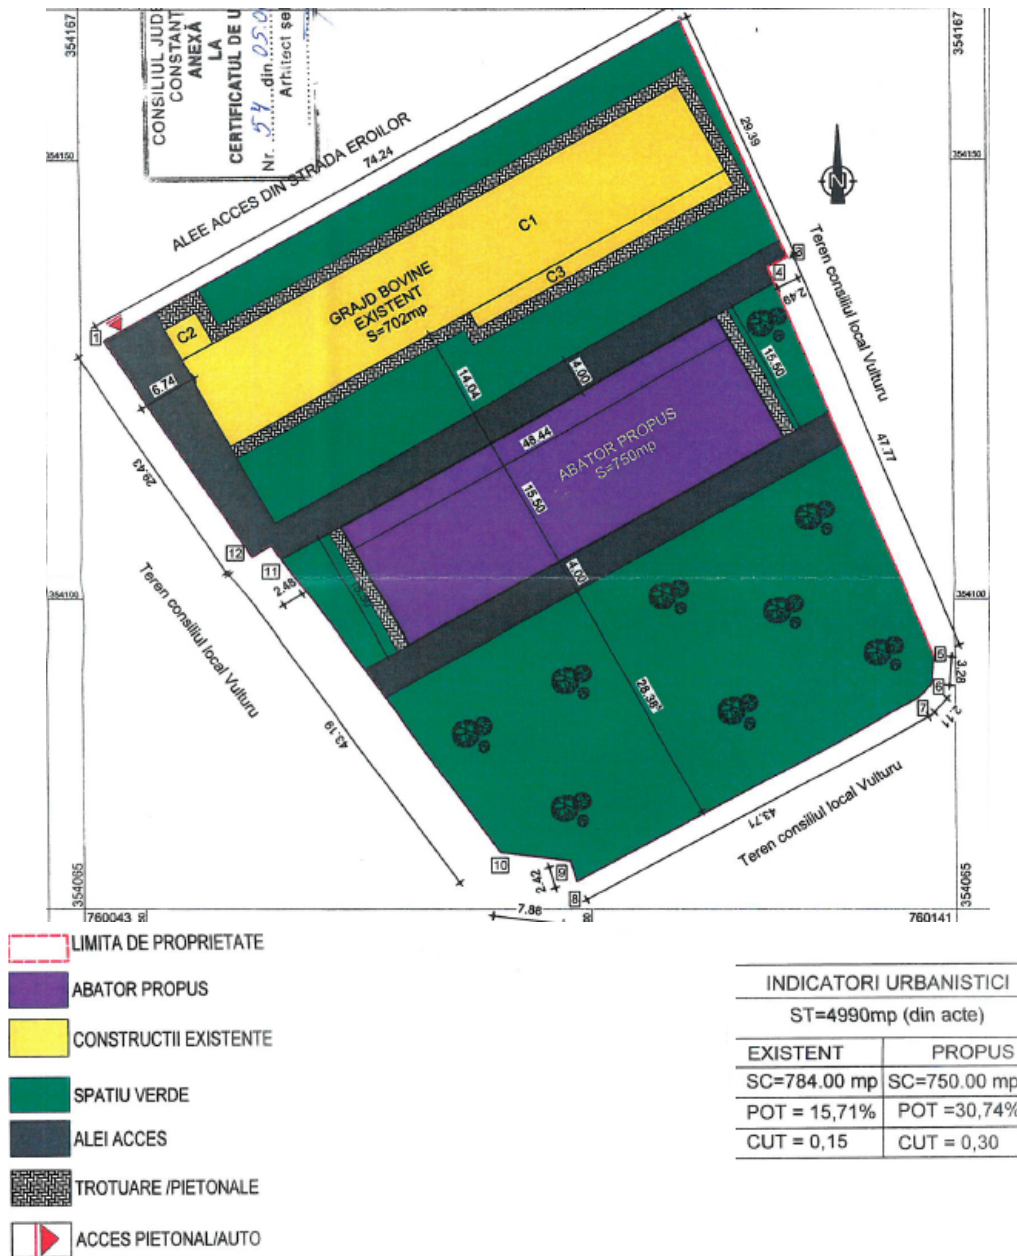 CONSILIUL JUDE
CONSTANT
ANEXĂ
LA
CERTIFICATUL DE U
Nr. 54 din 05.0
Arhitect șef
354167
354167
354150
354150
354100
354100
354065
354065
760043
760141
ALEE ACCES DIN STRADA EROILOR
74.24
29.39
N
C1
C3
C2
GRAJD BOVINE
EXISTENT
S=702mp
1
3
4
2.49
6.74
14.04
4.00
15.50
48.44
ABATOR PROPUS
S=750mp
15.50
Teren consiliul local Vulturu
47.77
29.43
12
11
2.48
4.00
Teren consiliul local Vulturu
43.19
28.38
5
3.28
6
7
2.11
43.71
Teren consiliul local Vulturu
10
9
2.42
8
7.86
LIMITA DE PROPRIETATE
ABATOR PROPUS
CONSTRUCTII EXISTENTE
SPATIU VERDE
ALEI ACCES
TROTUARE /PIETONALE
ACCES PIETONAL/AUTO
INDICATORI URBANISTICI
ST=4990mp (din acte)
EXISTENT PROPUS
SC=784.00 mp SC=750.00 mp
POT = 15,71% POT =30,74%
CUT = 0,15 CUT = 0,30